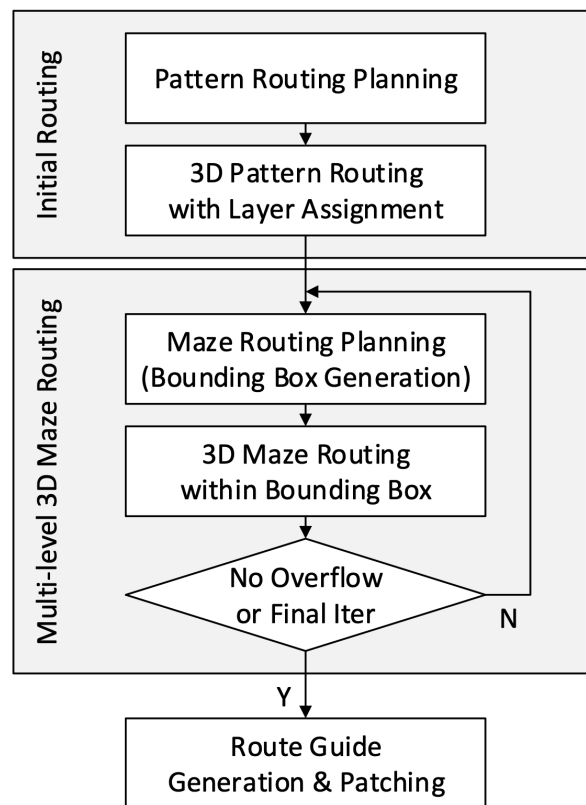 Initial Routing
Pattern Routing Planning
3D Pattern Routing
with Layer Assignment
Multi-level 3D Maze Routing
Maze Routing Planning
(Bounding Box Generation)
3D Maze Routing
within Bounding Box
No Overflow
or Final Iter
N
Y
Route Guide
Generation & Patching